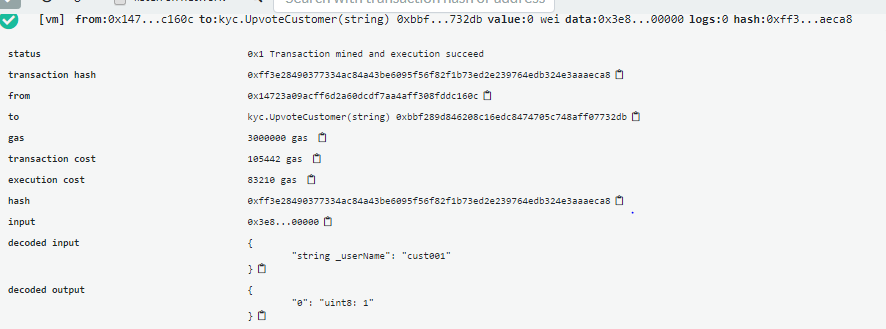 Search with transaction hash or address
[vm] from:0x147...c160c to:kyc.UpvoteCustomer(string) 0xbbf...732db value:0 wei data:0x3e8...00000 logs:0 hash:0xff3...aeca8
status 0x1 Transaction mined and execution succeed
transaction hash 0xff3e28490377334ac84a43be6095f56f82f1b73ed2e239764edb324e3aaaeca8
from 0x14723a09acff6d2a60dcdf7aa4aff308fddc160c
to kyc.UpvoteCustomer(string) 0xbbf289d846208c16edc8474705c748aff07732db
gas 3000000 gas
transaction cost 105442 gas
execution cost 83210 gas
hash 0xff3e28490377334ac84a43be6095f56f82f1b73ed2e239764edb324e3aaaeca8
input 0x3e8...00000
decoded input {
"string _userName": "cust001"
}
decoded output {
"0": "uint8: 1"
}